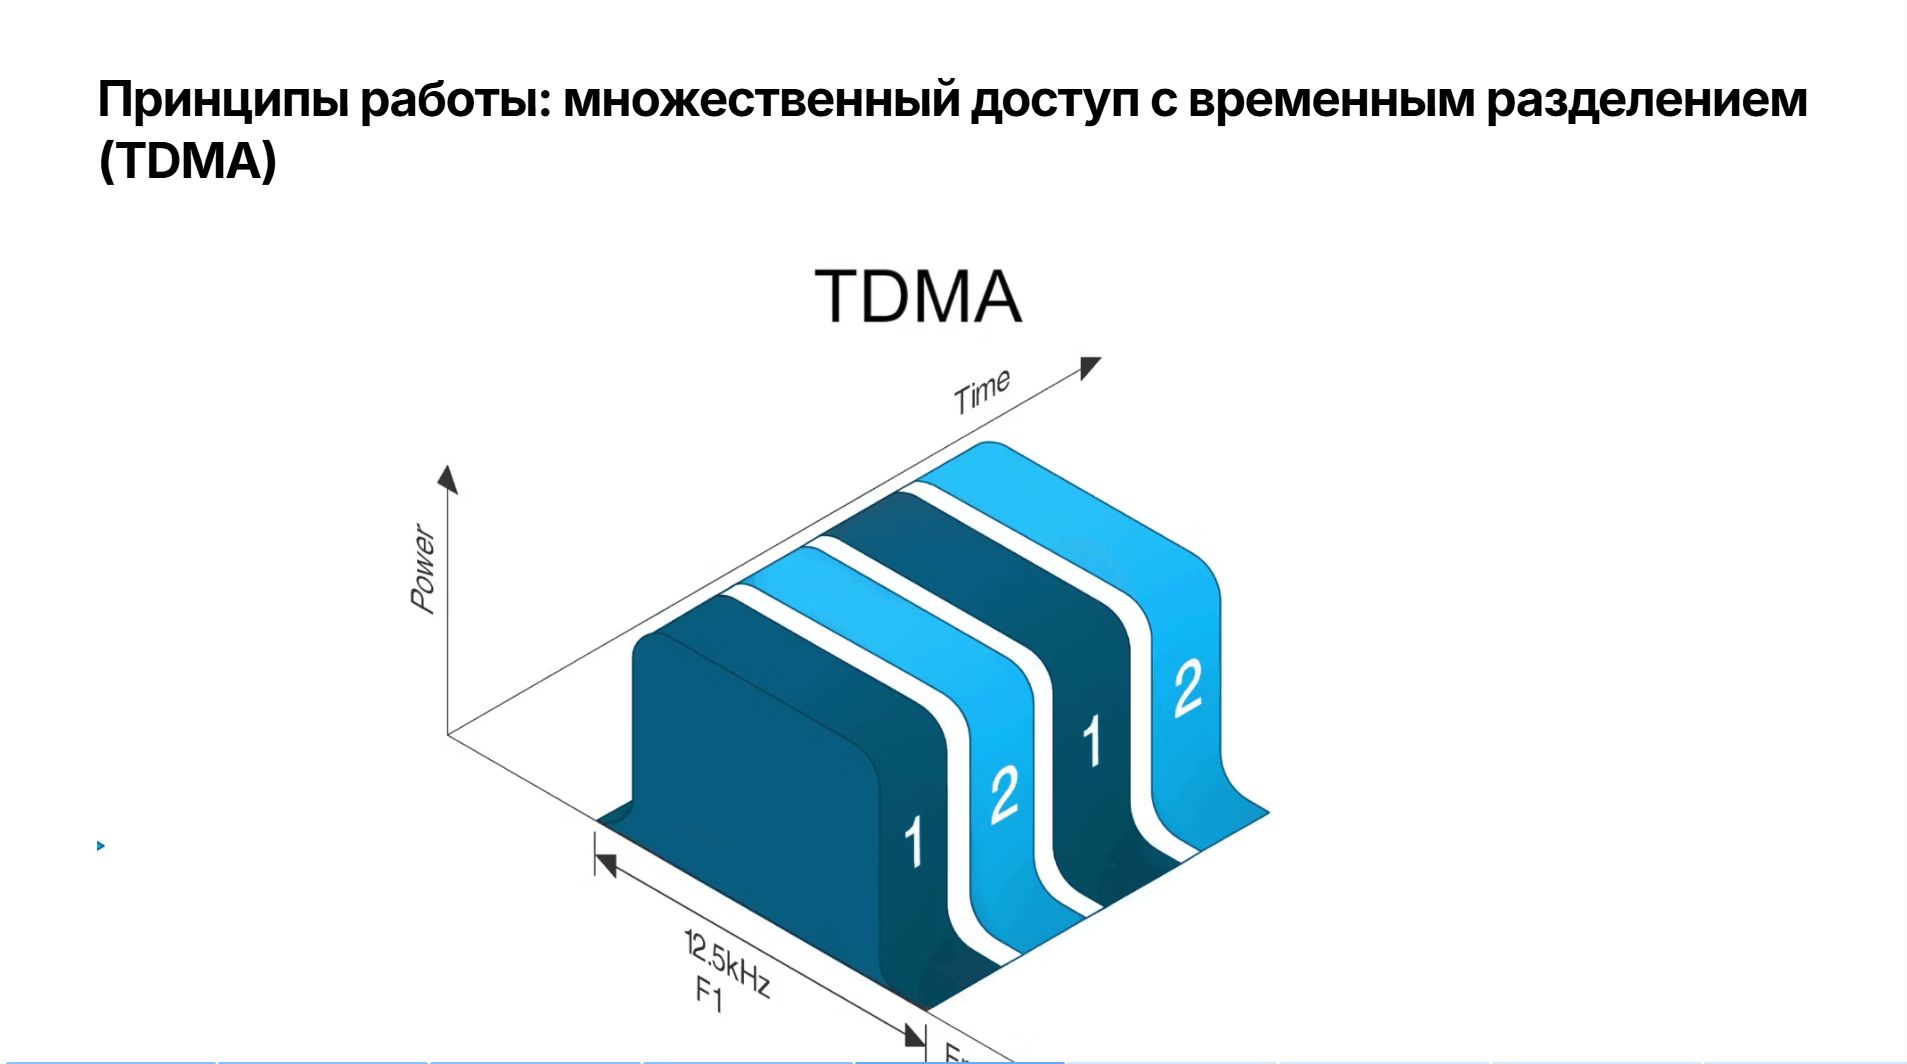 Принципы работы: множественный доступ с временным разделением
(TDMA)
TDMA
Time
Power
1
2
1
2
12.5kHz
F1